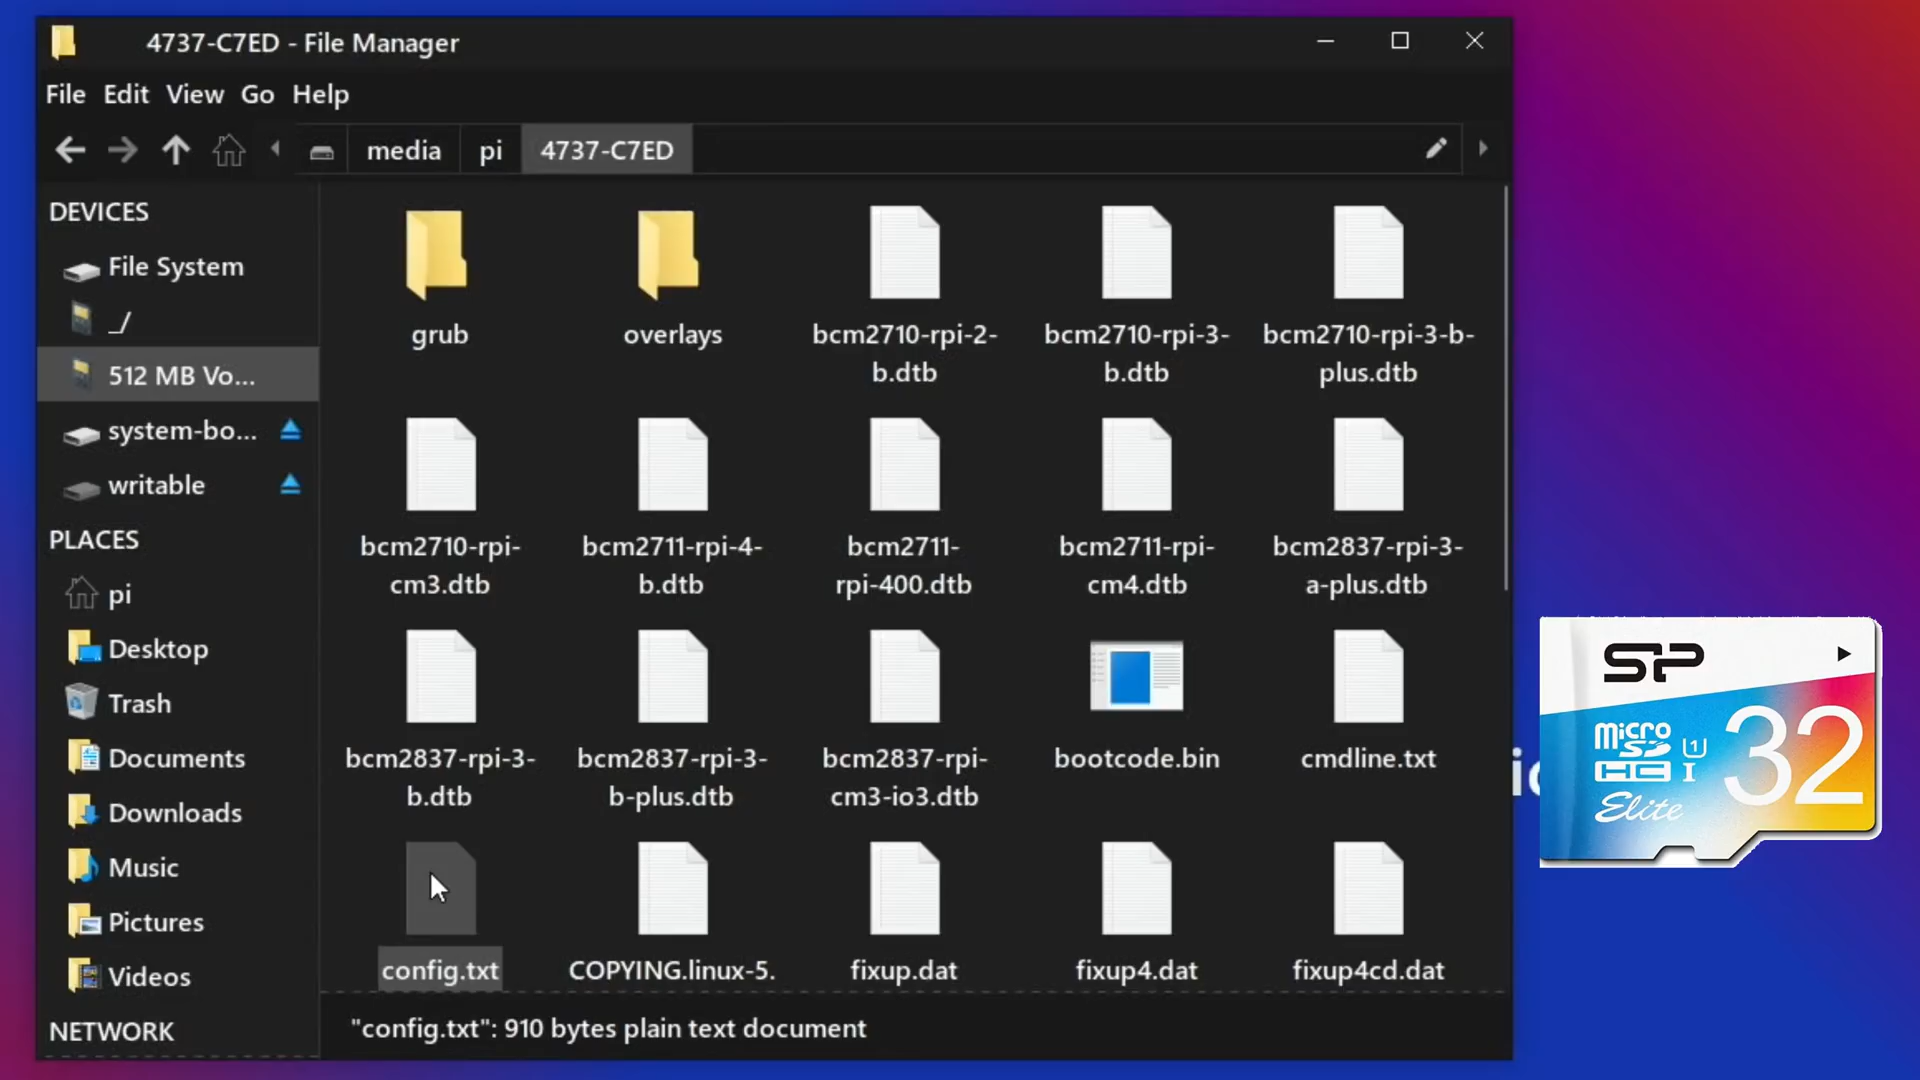 4737-C7ED - File Manager
File Edit View Go Help
media pi 4737-C7ED
DEVICES
File System
_/
512 MB Vo...
system-bo...
writable
PLACES
pi
Desktop
Trash
Documents
Downloads
Music
Pictures
Videos
NETWORK
grub
overlays
bcm2710-rpi-2-
b.dtb
bcm2710-rpi-3-
b.dtb
bcm2710-rpi-3-b-
plus.dtb
bcm2710-rpi-
cm3.dtb
bcm2711-rpi-4-
b.dtb
bcm2711-
rpi-400.dtb
bcm2711-rpi-
cm4.dtb
bcm2837-rpi-3-
a-plus.dtb
bcm2837-rpi-3-
b.dtb
bcm2837-rpi-3-
b-plus.dtb
bcm2837-rpi-
cm3-io3.dtb
bootcode.bin
cmdline.txt
config.txt
COPYING.linux-5.
fixup.dat
fixup4.dat
fixup4cd.dat
"config.txt": 910 bytes plain text document
SP
micro
SD
HC I
1
32
Elite